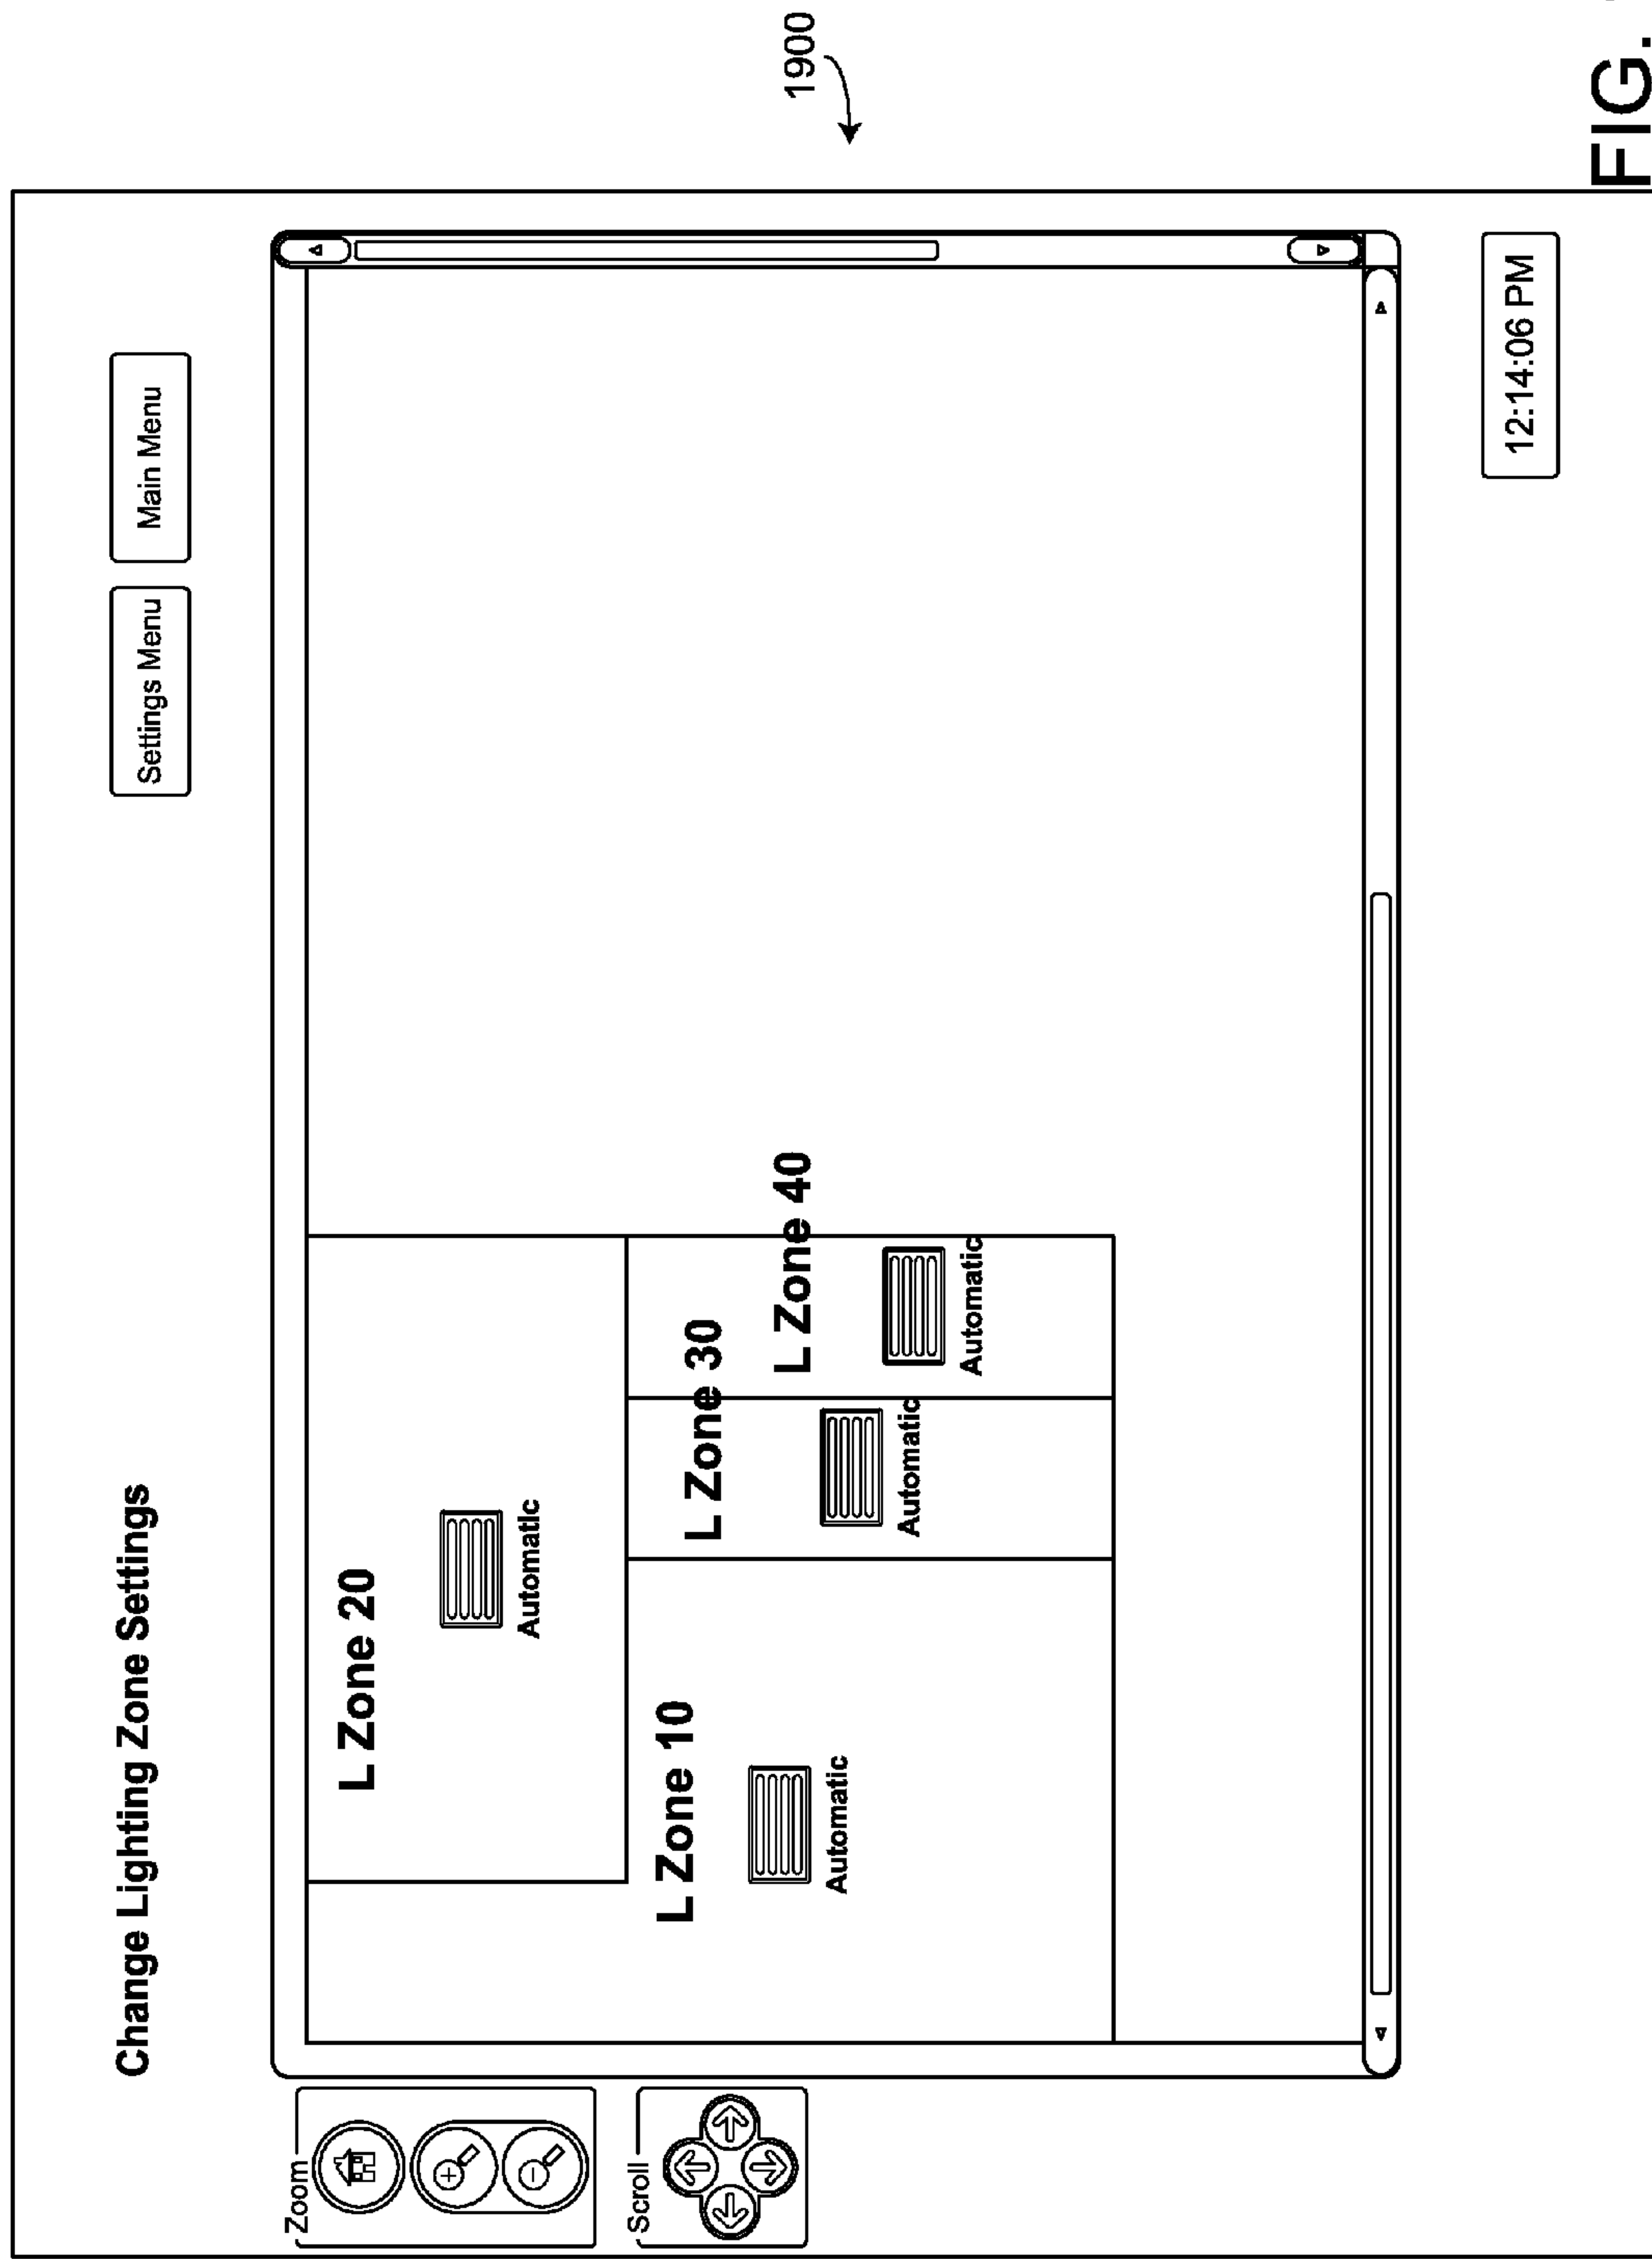 Change Lighting Zone Settings
Settings Menu
Main Menu
Zoom
Scroll
L Zone 20
Automatic
L Zone 10
Automatic
L Zone 30
Automatic
L Zone 40
Automatic
12:14:06 PM
1900
FIG.